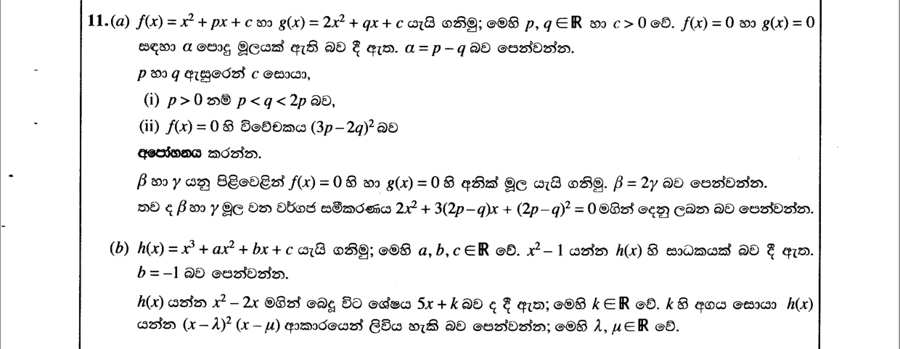 11.(a) f(x) = x² + px + c හා g(x) = 2x² + qx + c යැයි ගනිමු; මෙහි p, q ∈ ℝ හා c > 0 වේ. f(x) = 0 හා g(x) = 0
සඳහා α පොදු මූලයක් ඇති බව දී ඇත. α = p − q බව පෙන්වන්න.
p හා q ඇසුරෙන් c සොයා,
(i) p > 0 නම් p < q < 2p බව,
(ii) f(x) = 0 හි විවේචකය (3p − 2q)² බව
අපෝහනය කරන්න.
β හා γ යනු පිළිවෙළින් f(x) = 0 හි හා g(x) = 0 හි අනික් මූල යැයි ගනිමු. β = 2γ බව පෙන්වන්න.
තව ද β හා γ මූල වන වර්ගජ සමීකරණය 2x² + 3(2p − q)x + (2p − q)² = 0 මගින් දෙනු ලබන බව පෙන්වන්න.
(b) h(x) = x³ + ax² + bx + c යැයි ගනිමු; මෙහි a, b, c ∈ ℝ වේ. x² − 1 යන්න h(x) හි සාධකයක් බව දී ඇත.
b = −1 බව පෙන්වන්න.
h(x) යන්න x² − 2x මගින් බෙදූ විට ශේෂය 5x + k බව ද දී ඇත; මෙහි k ∈ ℝ වේ. k හි අගය සොයා h(x)
යන්න (x − λ)² (x − μ) ආකාරයෙන් ලිවිය හැකි බව පෙන්වන්න; මෙහි λ, μ ∈ ℝ වේ.